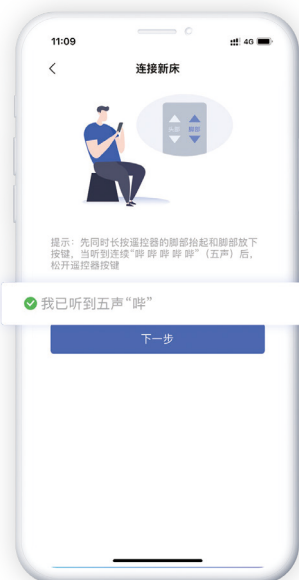 11:09
4G
连接新床
头部 脚部
提示：先同时长按遥控器的脚部抬起和脚部放下
按键，当听到连续“哔 哔 哔 哔 哔”（五声）后，
松开遥控器按键
我已听到五声“哔”
下一步